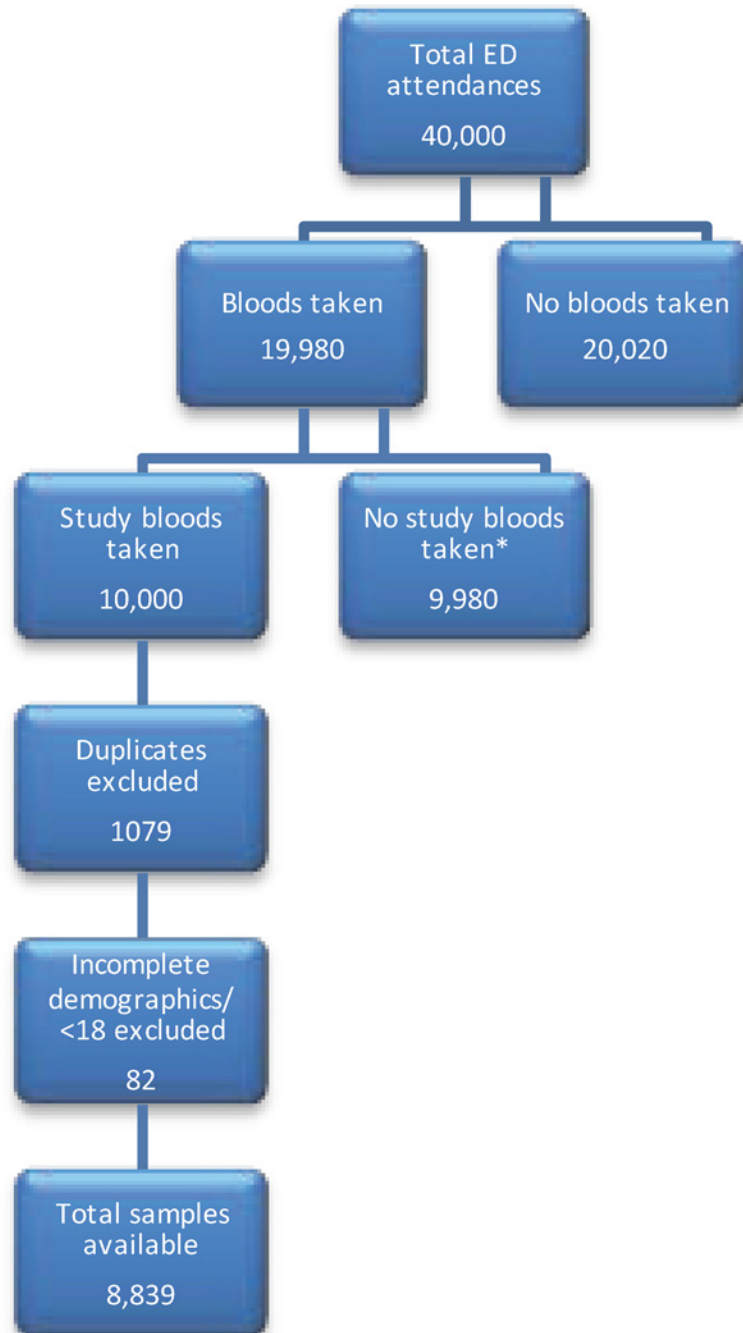 Total ED
attendances
40,000
Bloods taken
19,980
No bloods taken
20,020
Study bloods
taken
10,000
No study bloods
taken*
9,980
Duplicates
excluded
1079
Incomplete
demographics/
<18 excluded
82
Total samples
available
8,839